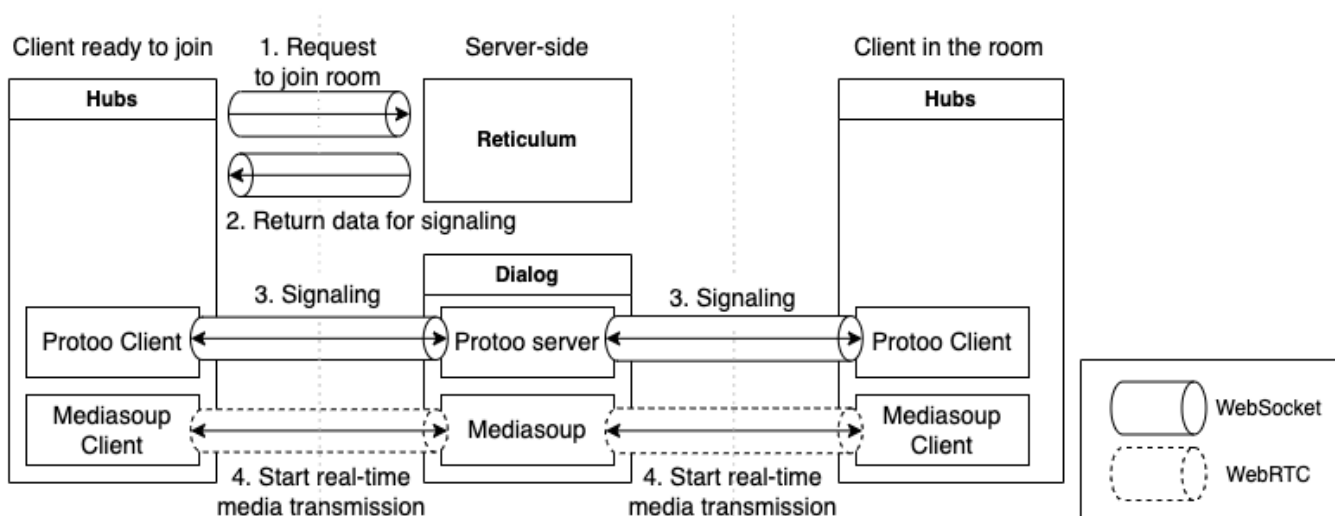 Client ready to join
1. Request
to join room
Server-side
Client in the room
Hubs
Reticulum
Hubs
2. Return data for signaling
Dialog
3. Signaling
3. Signaling
Protoo Client
Protoo server
Protoo Client
Mediasoup
Client
Mediasoup
Mediasoup
Client
4. Start real-time
media transmission
4. Start real-time
media transmission
WebSocket
WebRTC